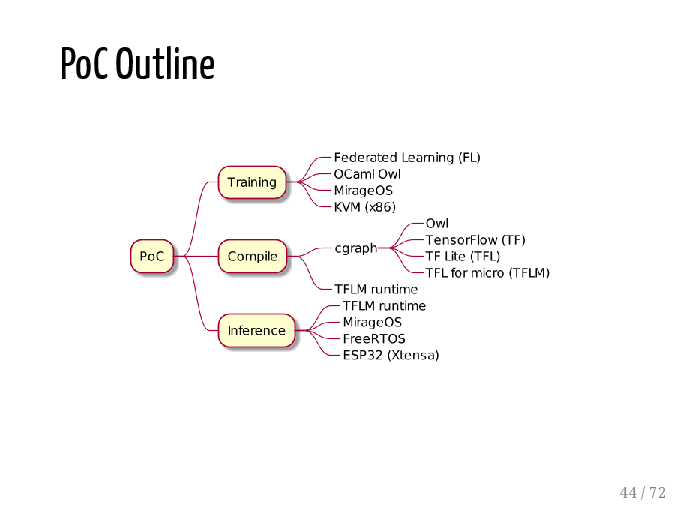 PoC Outline
PoC
Training
Federated Learning (FL)
OCaml Owl
MirageOS
KVM (x86)
Compile
cgraph
Owl
TensorFlow (TF)
TF Lite (TFL)
TFL for micro (TFLM)
TFLM runtime
Inference
TFLM runtime
MirageOS
FreeRTOS
ESP32 (Xtensa)
44 / 72